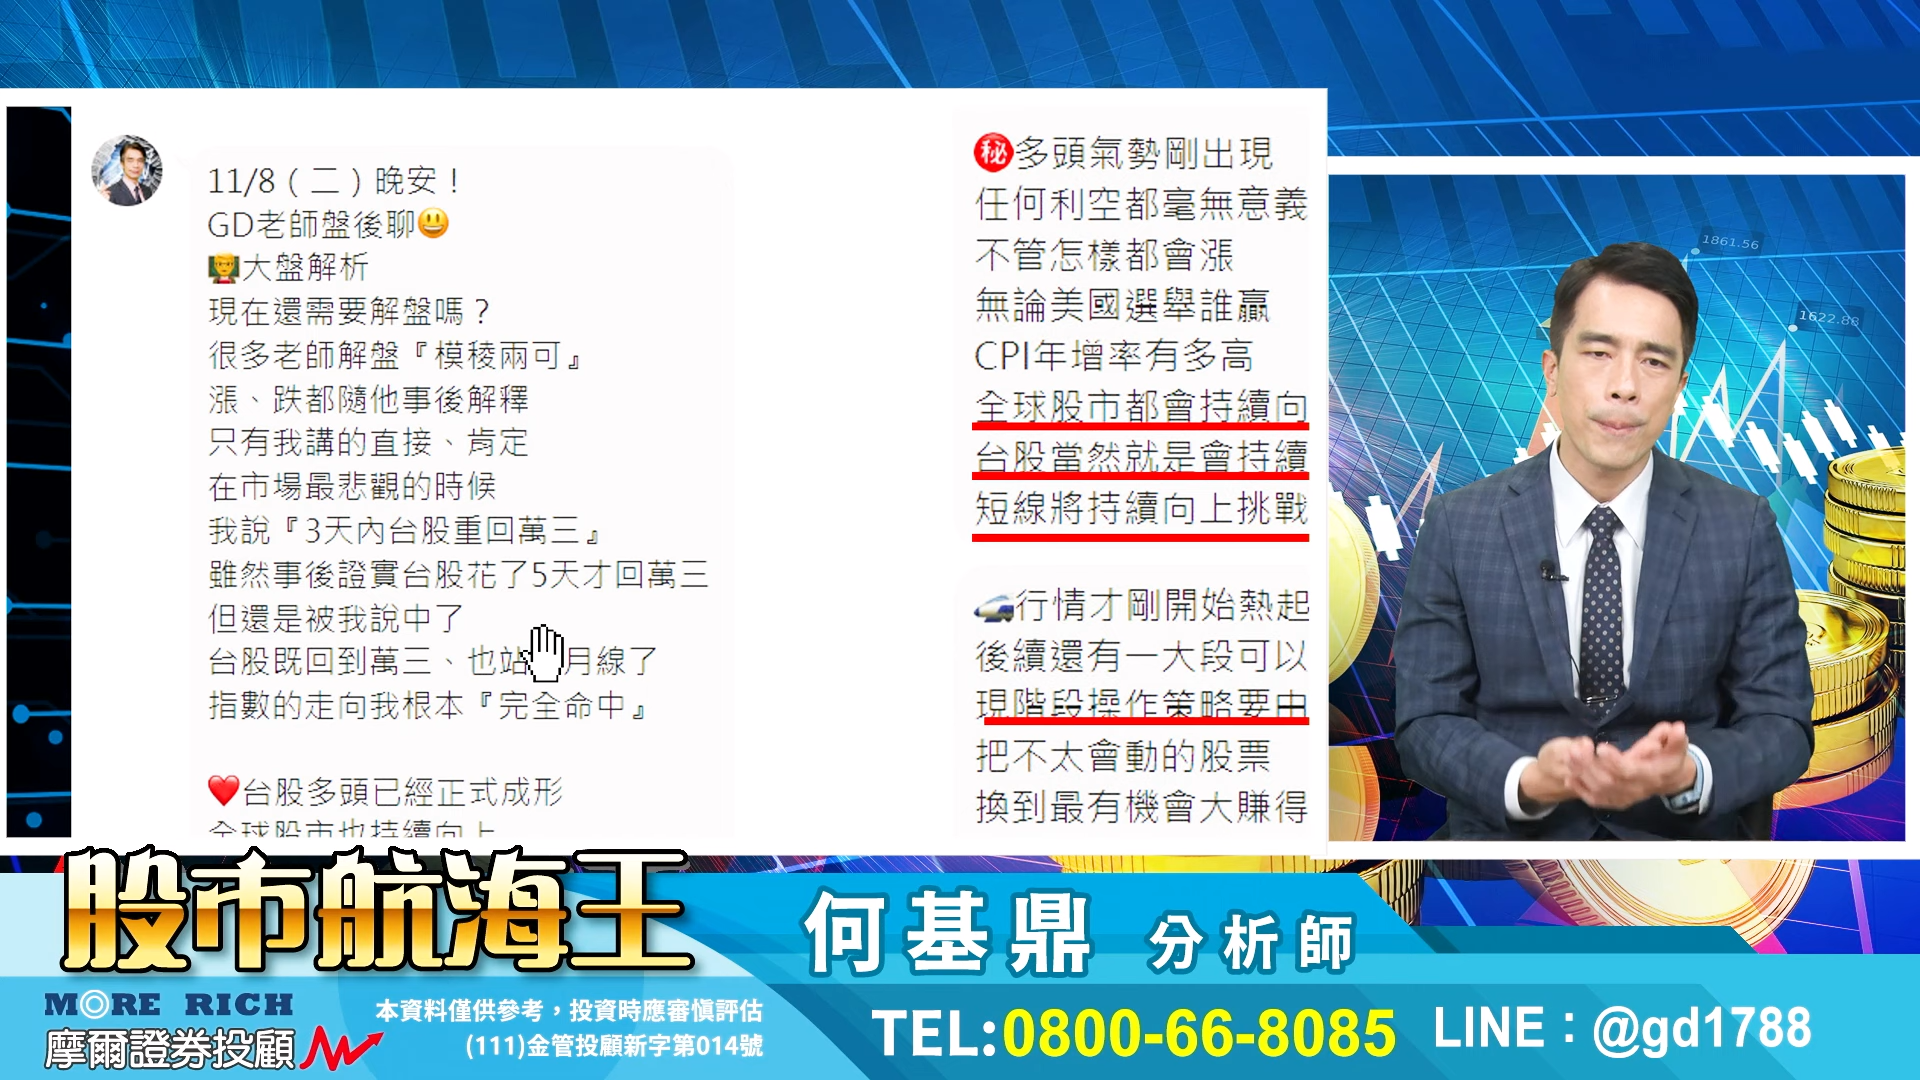 11/8（二）晚安！
GD老師盤後聊
大盤解析
現在還需要解盤嗎？
很多老師解盤『模稜兩可』
漲、跌都隨他事後解釋
只有我講的直接、肯定
在市場最悲觀的時候
我說『3天內台股重回萬三』
雖然事後證實台股花了5天才回萬三
但還是被我說中了
台股既回到萬三、也站 月線了
指數的走向我根本『完全命中』
台股多頭已經正式成形
全球股市也持續向上
㊙多頭氣勢剛出現
任何利空都毫無意義
不管怎樣都會漲
無論美國選舉誰贏
CPI年增率有多高
全球股市都會持續向
台股當然就是會持續
短線將持續向上挑戰
行情才剛開始熱起
後續還有一大段可以
現階段操作策略要由
把不太會動的股票
換到最有機會大賺得
1861.56
1622.88
股市航海王
何基鼎 分析師
MORE RICH
摩爾證券投顧
本資料僅供參考，投資時應審慎評估
(111)金管投顧新字第014號
TEL:0800-66-8085
LINE：@gd1788